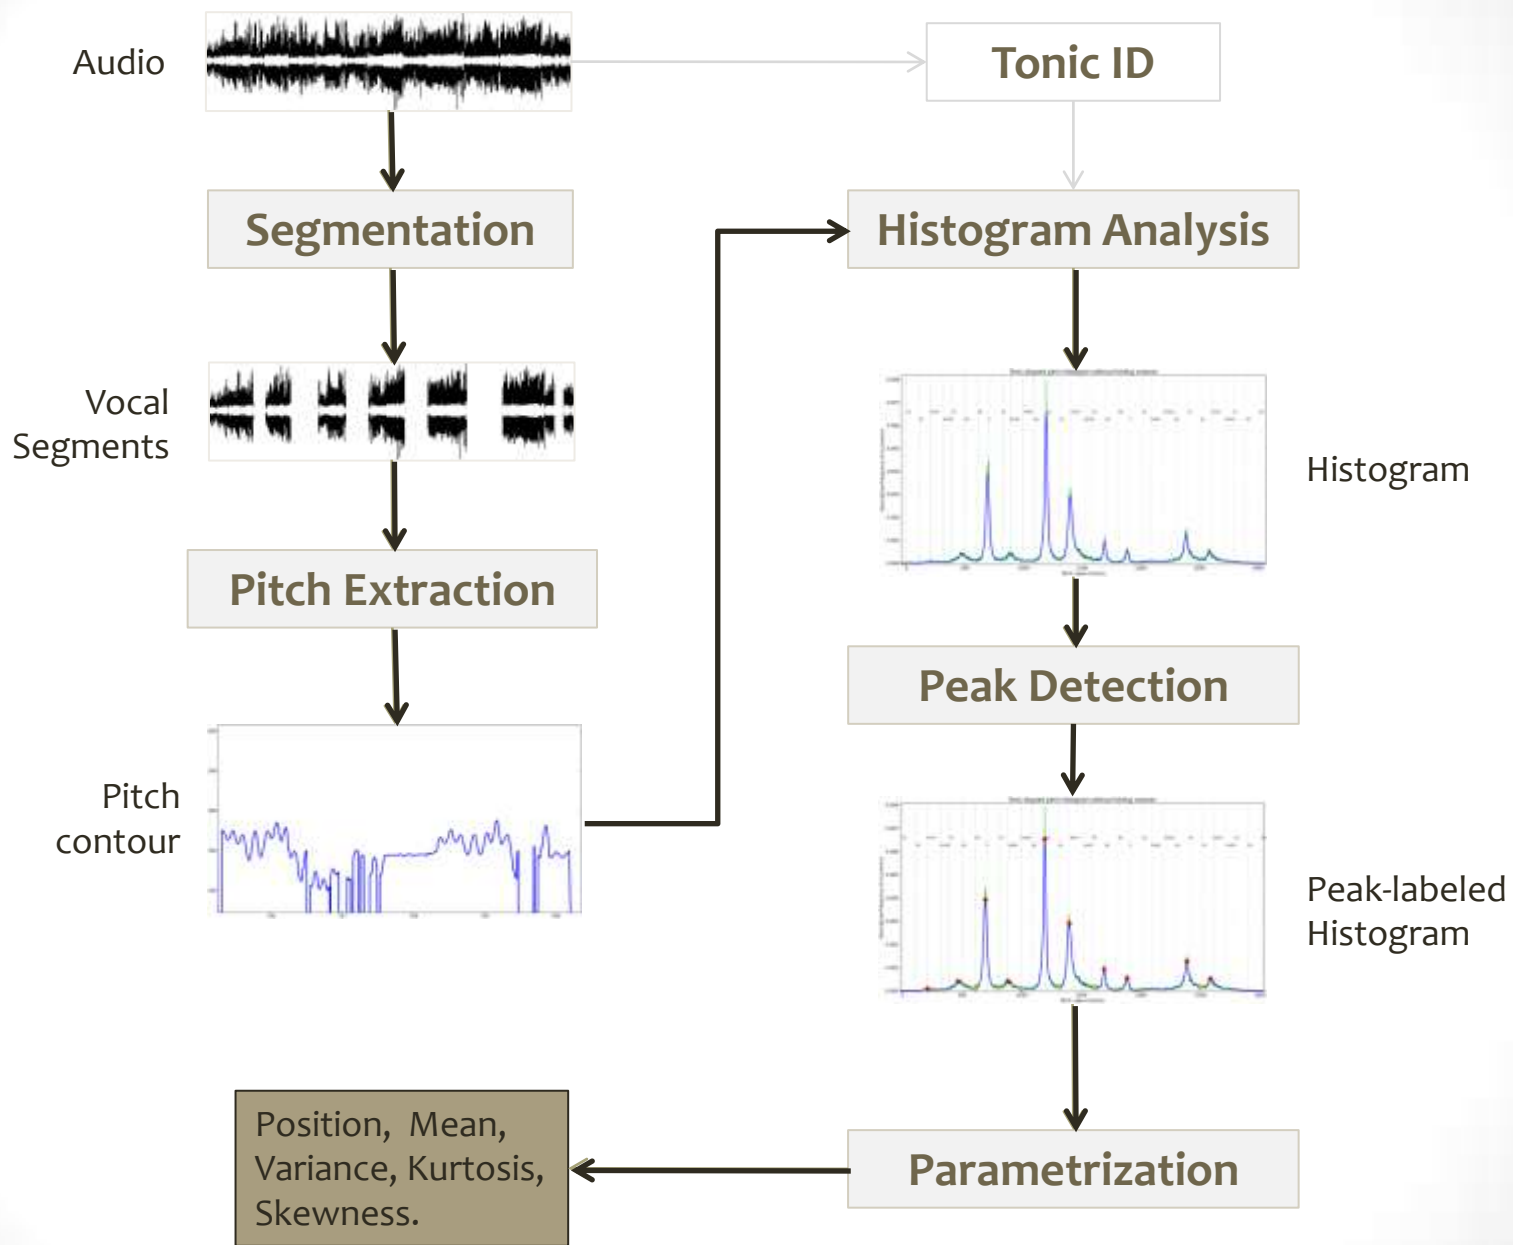 Audio
Tonic ID
Segmentation
Histogram Analysis
Vocal
Segments
Histogram
Pitch Extraction
Peak Detection
Pitch
contour
Peak-labeled
Histogram
Position, Mean,
Variance, Kurtosis,
Skewness.
Parametrization